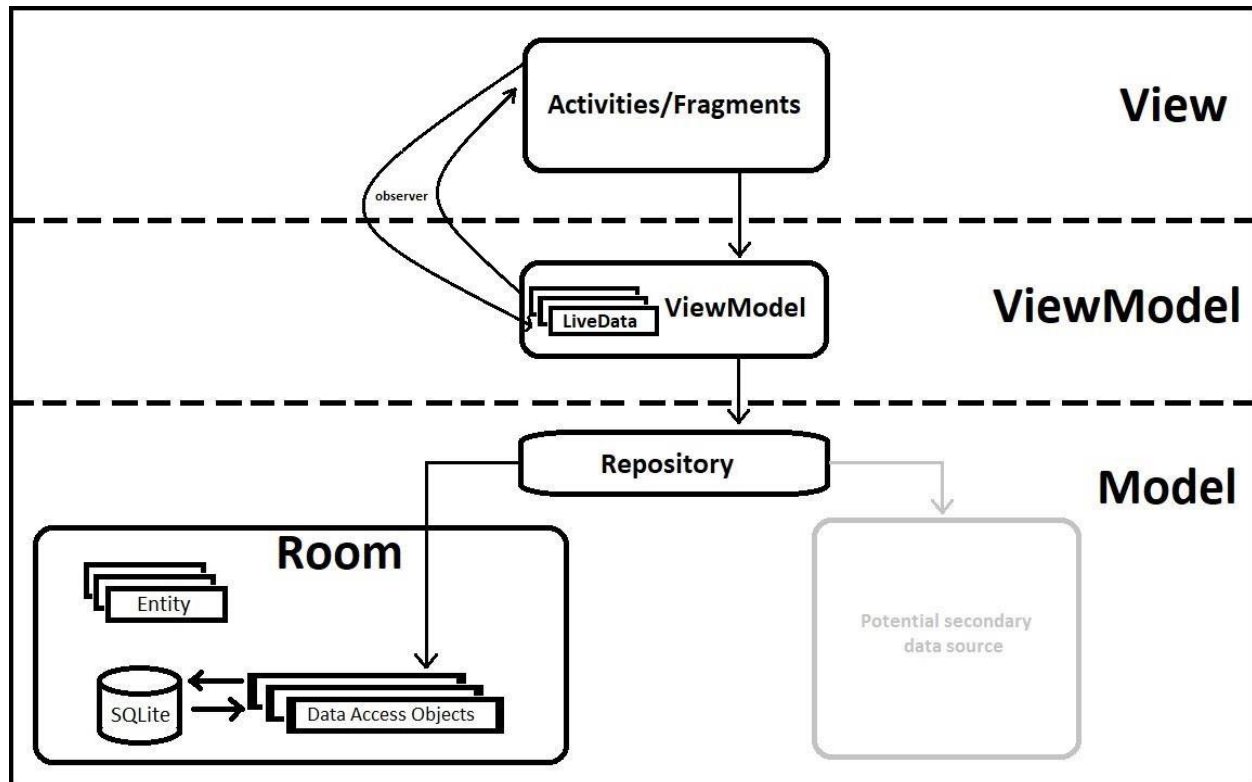 Activities/Fragments
View
observer
LiveData
ViewModel
ViewModel
Repository
Model
Room
Entity
Potential secondary
data source
SQLite
Data Access Objects